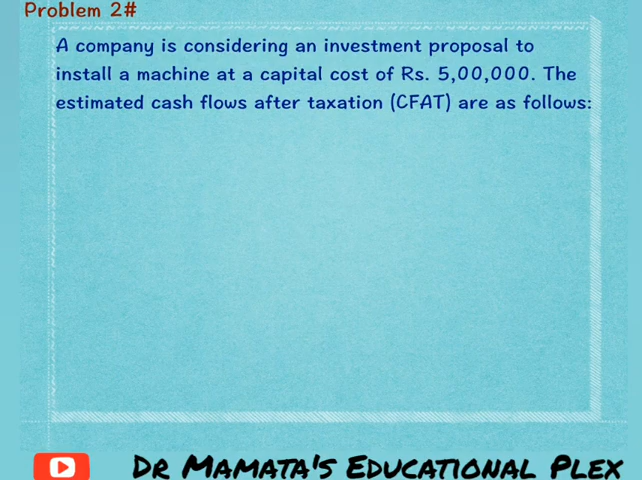 Problem 2#
A company is considering an investment proposal to
install a machine at a capital cost of Rs. 5,00,000. The
estimated cash flows after taxation (CFAT) are as follows:
DR MAMATA'S EDUCATIONAL PLEX